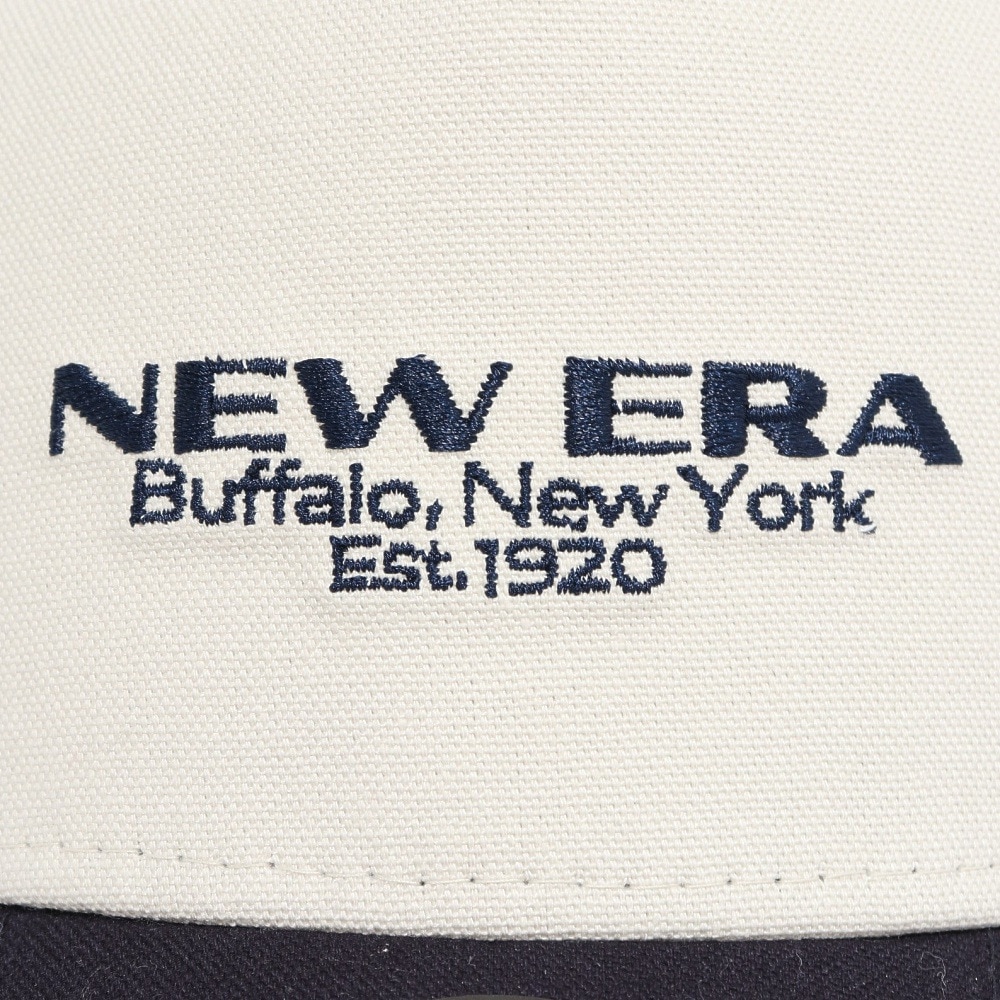 NEW ERA
Buffalo, New York
Est.1920